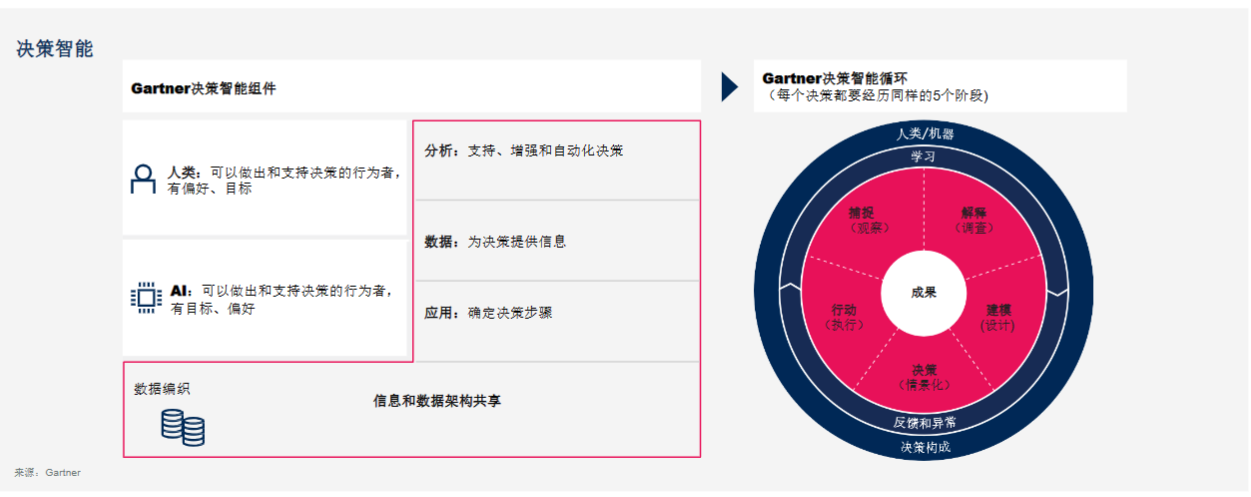 决策智能
Gartner决策智能组件
Gartner决策智能循环
（每个决策都要经历同样的5个阶段)
人类：可以做出和支持决策的行为者，
有偏好、目标
AI：可以做出和支持决策的行为者，
有目标、偏好
分析：支持、增强和自动化决策
数据：为决策提供信息
应用：确定决策步骤
数据编织
信息和数据架构共享
人类/机器
学习
捕捉
（观察）
解释
（调查）
成果
行动
（执行）
建模
(设计)
决策
（情景化）
反馈和异常
决策构成
来源：Gartner